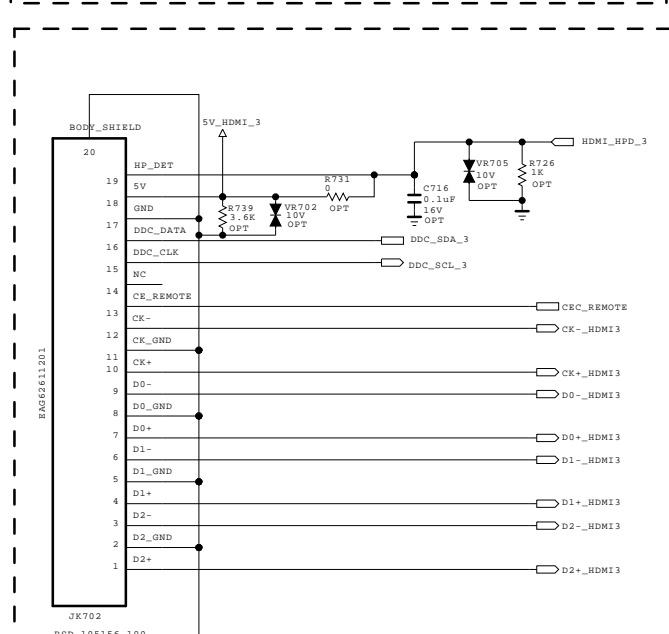 BODY_SHIELD
5V_HDMI_3
HDMI_HPD_3
20
HP_DET
19
5V
R731
0
OPT
VR705
10V
OPT
R726
1K
OPT
C716
0.1uF
16V
OPT
18
GND
R739
3.6K
OPT
VR702
10V
OPT
17
DDC_DATA
DDC_SDA_3
16
DDC_CLK
DDC_SCL_3
15
NC
14
CE_REMOTE
CEC_REMOTE
13
CK-
CK-_HDMI3
12
CK_GND
11
CK+
CK+_HDMI3
10
D0-
D0-_HDMI3
9
D0_GND
8
D0+
D0+_HDMI3
7
D1-
D1-_HDMI3
6
D1_GND
5
D1+
D1+_HDMI3
4
D2-
D2-_HDMI3
3
D2_GND
2
D2+
D2+_HDMI3
1
EAG62611201
JK702